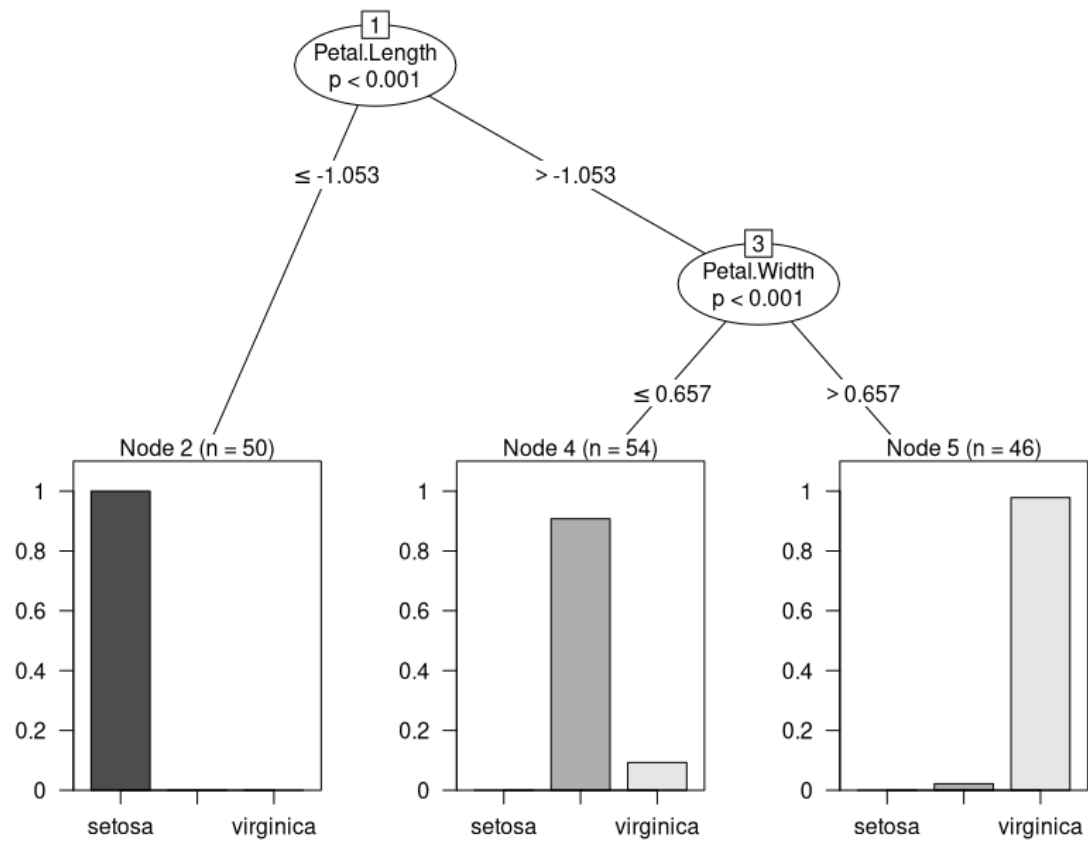 1
Petal.Length
p < 0.001
≤ -1.053
> -1.053
3
Petal.Width
p < 0.001
≤ 0.657
> 0.657
Node 2 (n = 50)
1
0.8
0.6
0.4
0.2
0
setosa
virginica
Node 4 (n = 54)
1
0.8
0.6
0.4
0.2
0
setosa
virginica
Node 5 (n = 46)
1
0.8
0.6
0.4
0.2
0
setosa
virginica